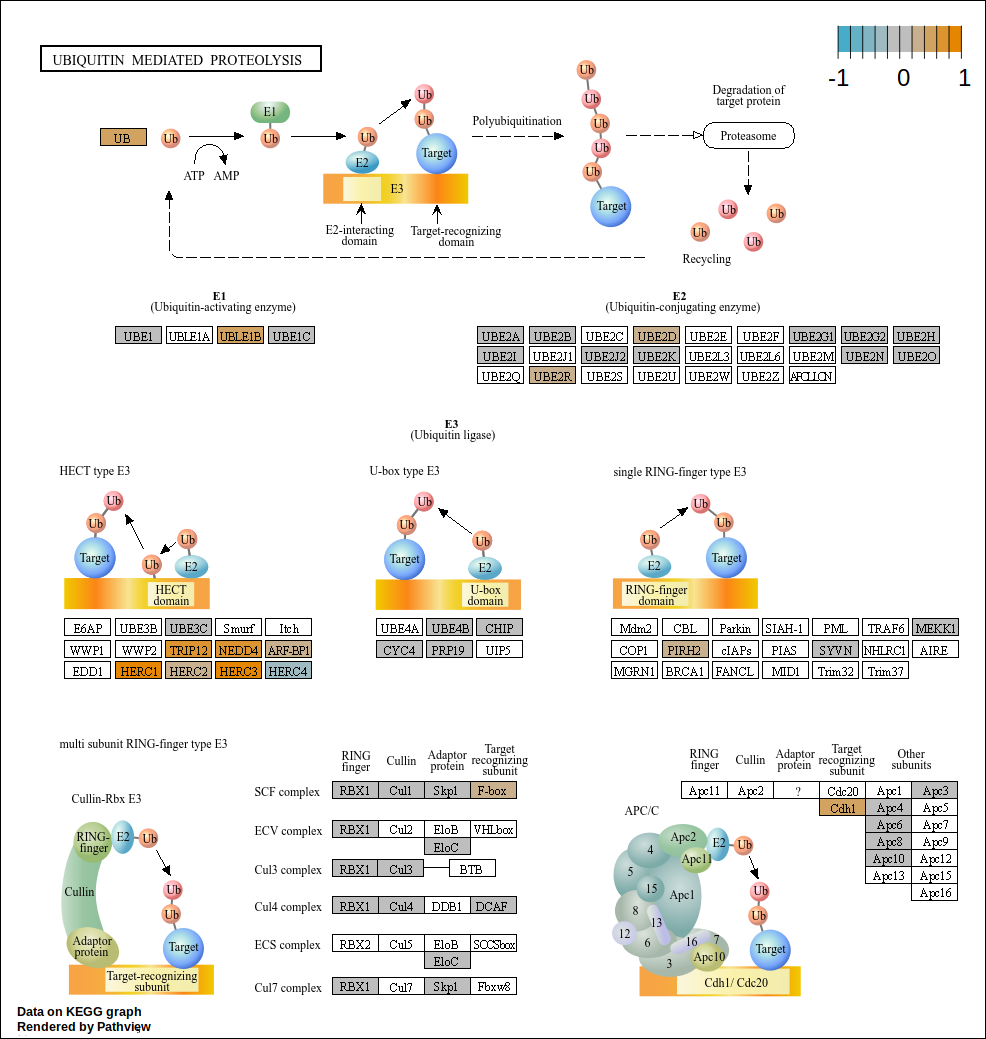 UBIQUITIN MEDIATED PROTEOLYSIS
-1 0 1
UB
Ub
E1
Ub
Ub
E2
Ub
Ub
Target
E3
ATP AMP
E2-interacting
domain
Target-recognizing
domain
Polyubiquitination
Ub
Ub
Ub
Ub
Ub
Target
Degradation of
target protein
Proteasome
Ub
Ub
Ub
Ub
Recycling
E1
(Ubiquitin-activating enzyme)
UBE1 UBLE1A UBLE1B UBE1C
E2
(Ubiquitin-conjugating enzyme)
UBE2A UBE2B UBE2C UBE2D UBE2E UBE2F UBE2G1 UBE2G2 UBE2H
UBE2I UBE2J1 UBE2J2 UBE2K UBE2L3 UBE2L6 UBE2M UBE2N UBE2O
UBE2Q UBE2R UBE2S UBE2U UBE2W UBE2Z AFCLLCN
E3
(Ubiquitin ligase)
HECT type E3
Ub
Ub
Target
Ub
Ub
E2
HECT
domain
E6AP UBE3B UBE3C Smurf Itch
WWP1 WWP2 TRIP12 NEDD4 ARF-BP1
EDD1 HERC1 HERC2 HERC3 HERC4
U-box type E3
Ub
Ub
Target
Ub
E2
U-box
domain
UBE4A UBE4B CHIP
CYC4 PRP19 UIP5
single RING-finger type E3
Ub
Ub
Ub
E2
Target
RING-finger
domain
Mdm2 CBL Parkin SIAH-1 PML TRAF6 MEKK1
COP1 PIRH2 cIAPs PIAS SYVN NHLRC1 AIRE
MGRN1 BRCA1 FANCL MID1 Trim32 Trim37
multi subunit RING-finger type E3
Cullin-Rbx E3
RING-
finger
E2
Ub
Cullin
Ub
Ub
Adaptor
protein
Target
Target-recognizing
subunit
RING
finger
Cullin
Adaptor
protein
Target
recognizing
subunit
SCF complex RBX1 Cul1 Skp1 F-box
ECV complex RBX1 Cul2 EloB VHLbox
EloC
Cul3 complex RBX1 Cul3 BTB
Cul4 complex RBX1 Cul4 DDB1 DCAF
ECS complex RBX2 Cul5 EloB SOCSbox
EloC
Cul7 complex RBX1 Cul7 Skp1 Fbxw8
RING
finger
Cullin
Adaptor
protein
Target
recognizing
subunit
Other
subunits
Apc11 Apc2 ? Cdc20 Apc1 Apc3
Cdh1 Apc4 Apc5
Apc6 Apc7
Apc8 Apc9
Apc10 Apc12
Apc13 Apc15
Apc16
APC/C
4
Apc2
E2
Ub
5
Apc11
15
Apc1
Ub
8
13
Ub
12
6
16
7
3
Apc10
Target
Cdh1/ Cdc20
Data on KEGG graph
Rendered by Pathview